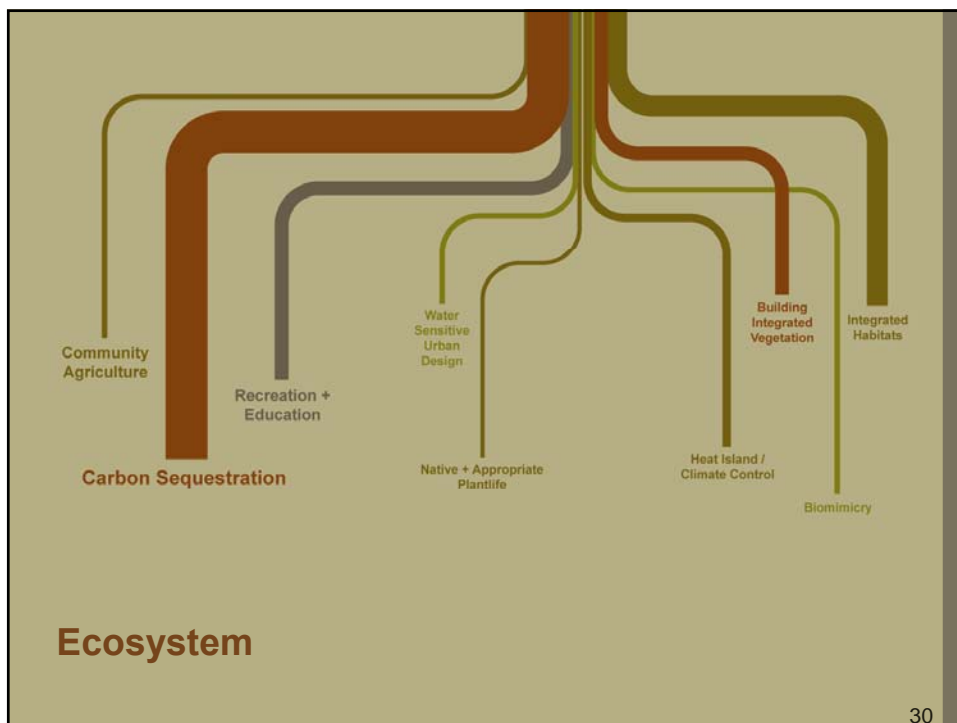 Community
Agriculture
Carbon Sequestration
Recreation +
Education
Water
Sensitive
Urban
Design
Native + Appropriate
Plantlife
Heat Island /
Climate Control
Building
Integrated
Vegetation
Biomimicry
Integrated
Habitats
Ecosystem
30